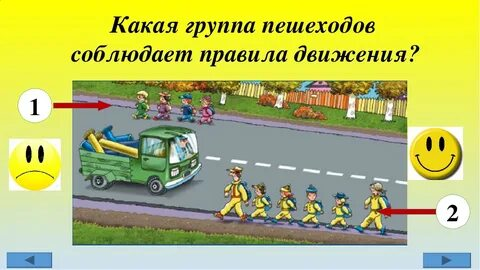 Какая группа пешеходов
соблюдает правила движения?
1
2